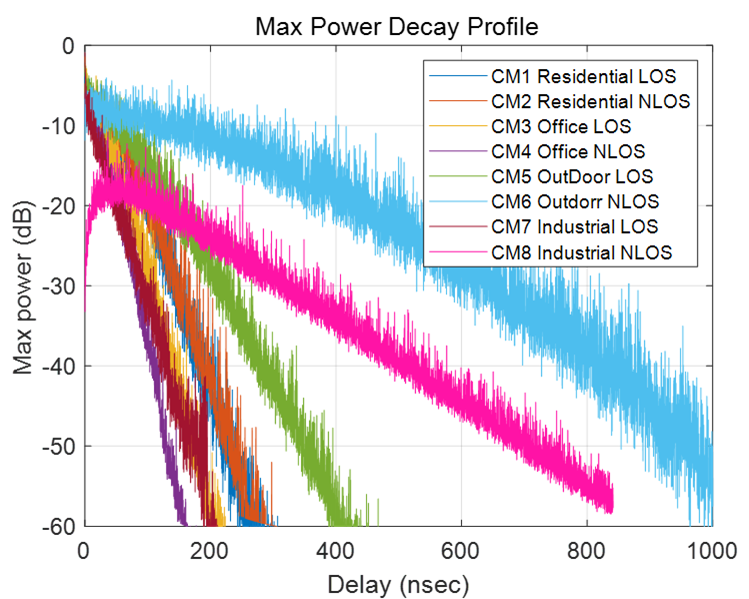 Max Power Decay Profile
0
-10
-20
-30
-40
-50
-60
Max power (dB)
CM1 Residential LOS
CM2 Residential NLOS
CM3 Office LOS
CM4 Office NLOS
CM5 OutDoor LOS
CM6 Outdorr NLOS
CM7 Industrial LOS
CM8 Industrial NLOS
0 200 400 600 800 1000
Delay (nsec)